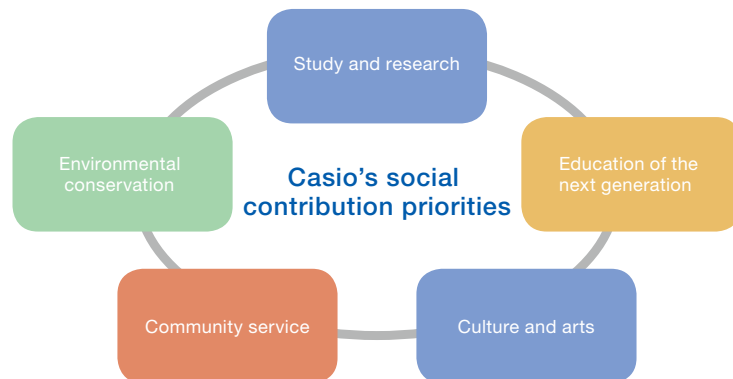 Study and research
Environmental
conservation
Casio's social
contribution priorities
Education of the
next generation
Community service
Culture and arts